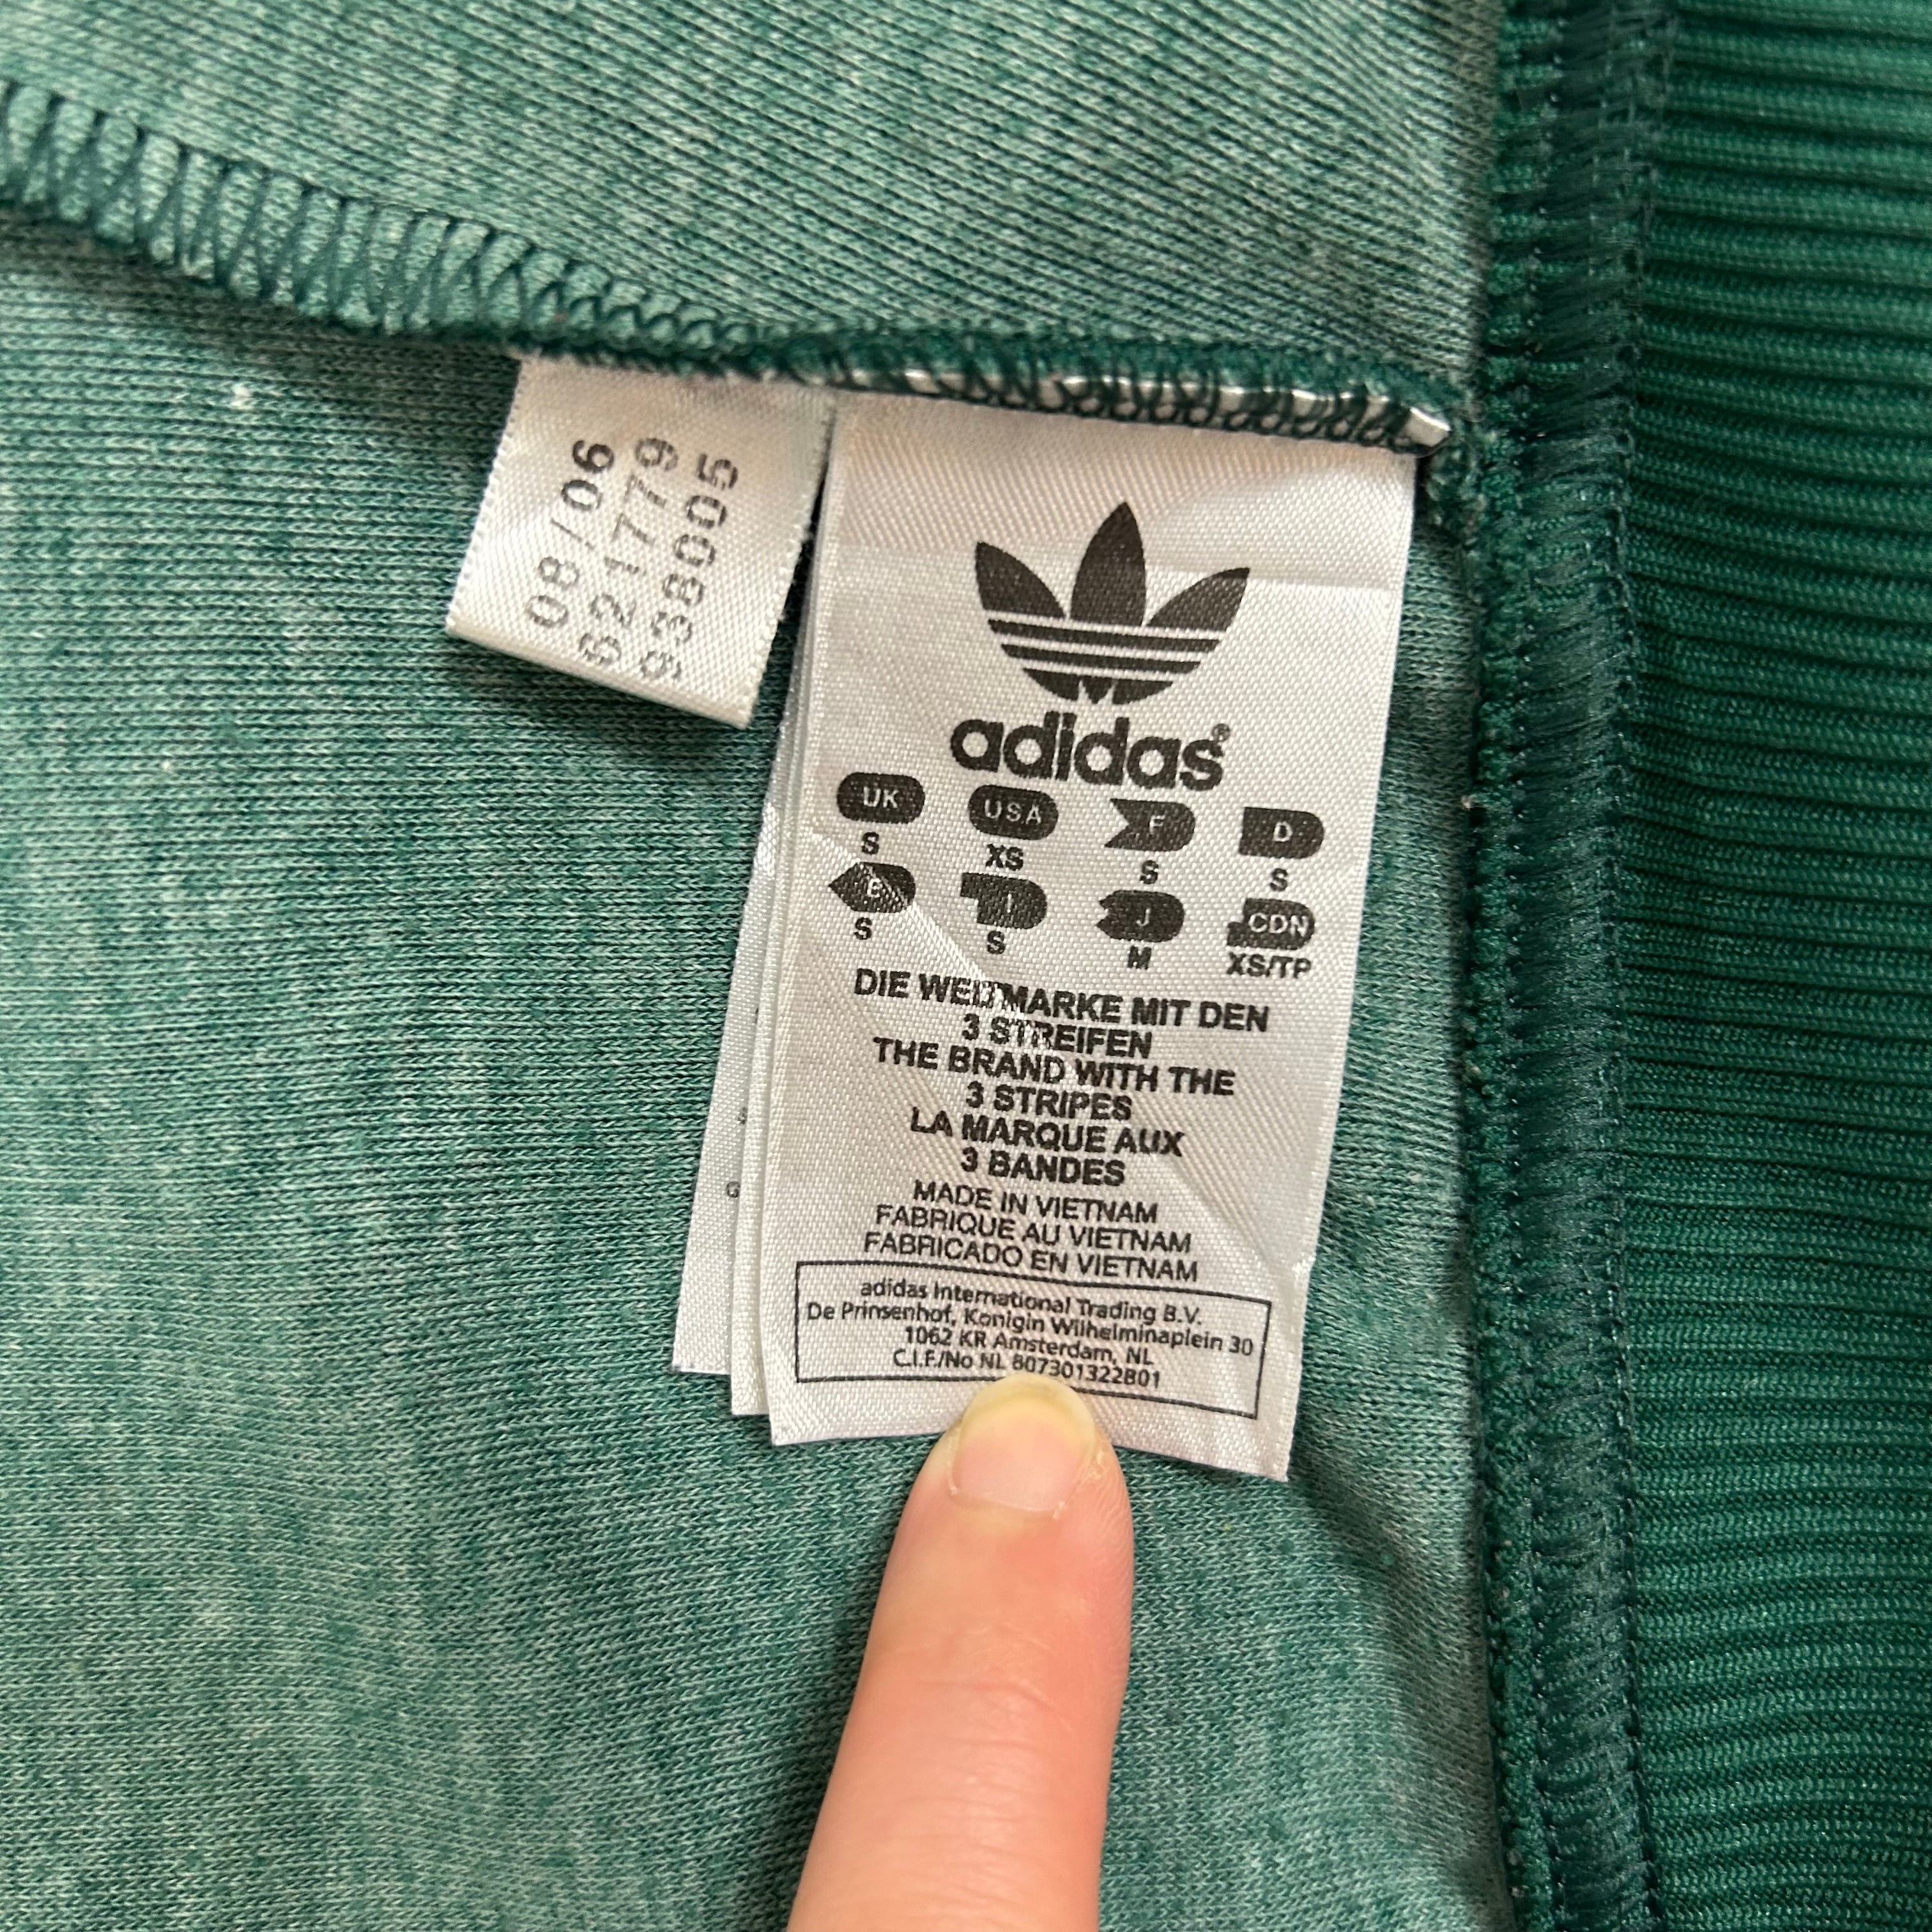 08/06
621779
938005
adidas®
UK USA F D
S XS S S
E I J CDN
S S M XS/TP
DIE WELTMARKE MIT DEN
3 STREIFEN
THE BRAND WITH THE
3 STRIPES
LA MARQUE AUX
3 BANDES
MADE IN VIETNAM
FABRIQUE AU VIETNAM
FABRICADO EN VIETNAM
adidas International Trading B.V.
De Prinsenhof, Konigin Wilhelminaplein 30
1062 KR Amsterdam, NL
C.I.F./No NL 807301322B01
G